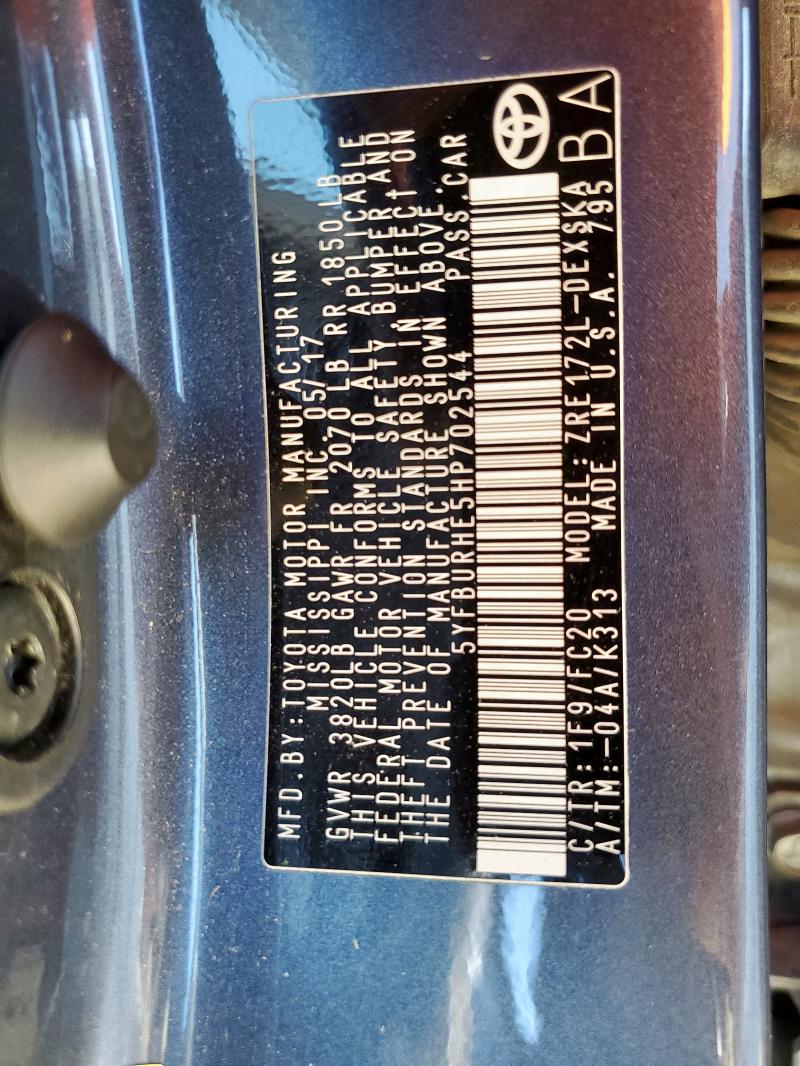 MFD.BY:TOYOTA MOTOR MANUFACTURING
MISSISSIPPI INC. 05/17
GVWR 3820LB GAWR FR 2070 LB RR 1850 LB
THIS VEHICLE CONFORMS TO ALL APPLICABLE
FEDERAL MOTOR VEHICLE SAFETY, BUMPER, AND
THEFT PREVENTION STANDARDS IN EFFECT ON
THE DATE OF MANUFACTURE SHOWN ABOVE.
5YFBURHE5HP702544 PASS.CAR
C/TR:1F9/FC20 MODEL:ZRE172L-DEXSKA
A/TM:-04A/K313 MADE IN U.S.A. 795
BA